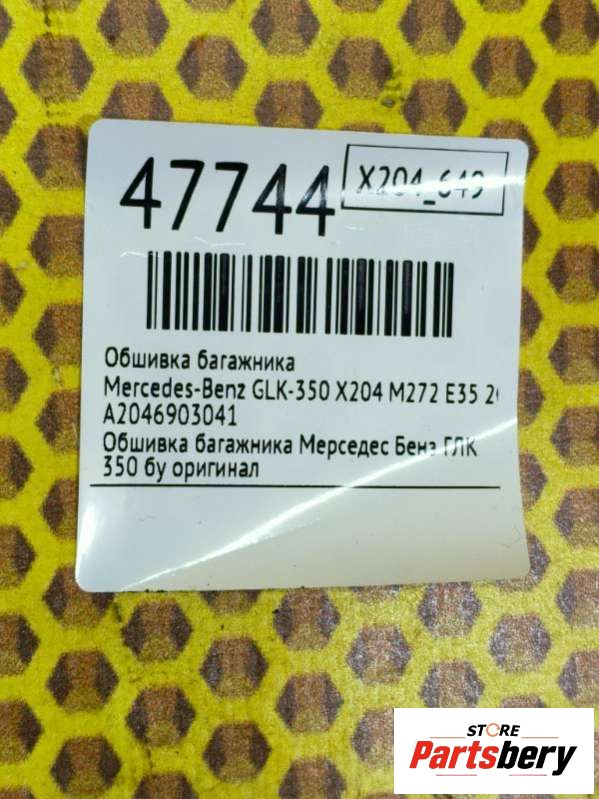 47744
X204_649
Обшивка багажника
Mercedes-Benz GLK-350 X204 M272 E35
A2046903041
Обшивка багажника Мерседес Бенз ГЛК
350 бу оригинал
STORE
Partsbery